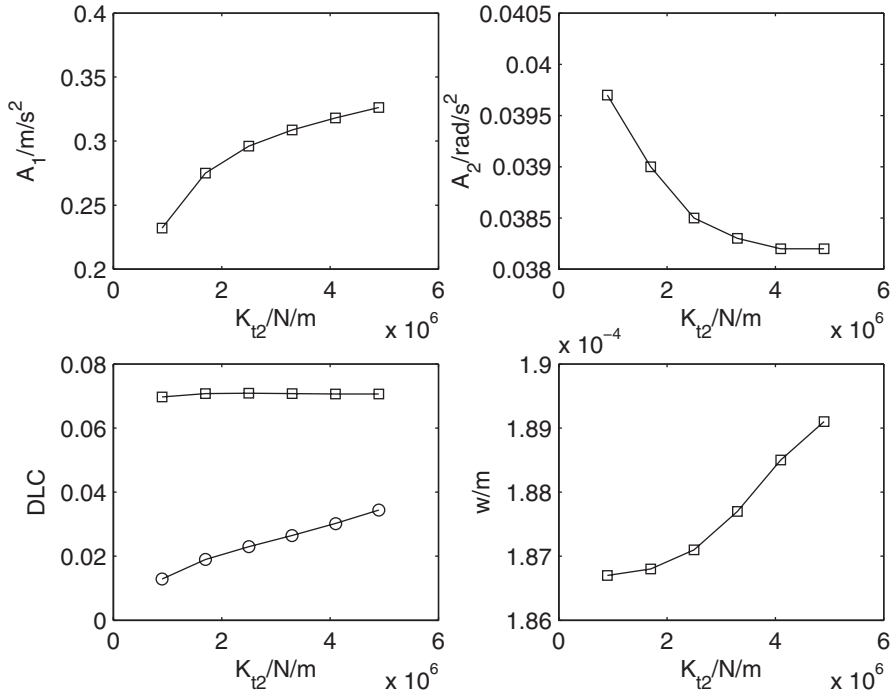 0.4
0.35
0.3
0.25
0.2
A1/m/s2
0 2 4 6
Kt2/N/m
x 10^6
0.0405
0.04
0.0395
0.039
0.0385
0.038
A2/rad/s2
0 2 4 6
Kt2/N/m
x 10^6
0.08
0.06
0.04
0.02
0
DLC
0 2 4 6
Kt2/N/m
x 10^6
x 10^−4
1.9
1.89
1.88
1.87
1.86
w/m
0 2 4 6
Kt2/N/m
x 10^6